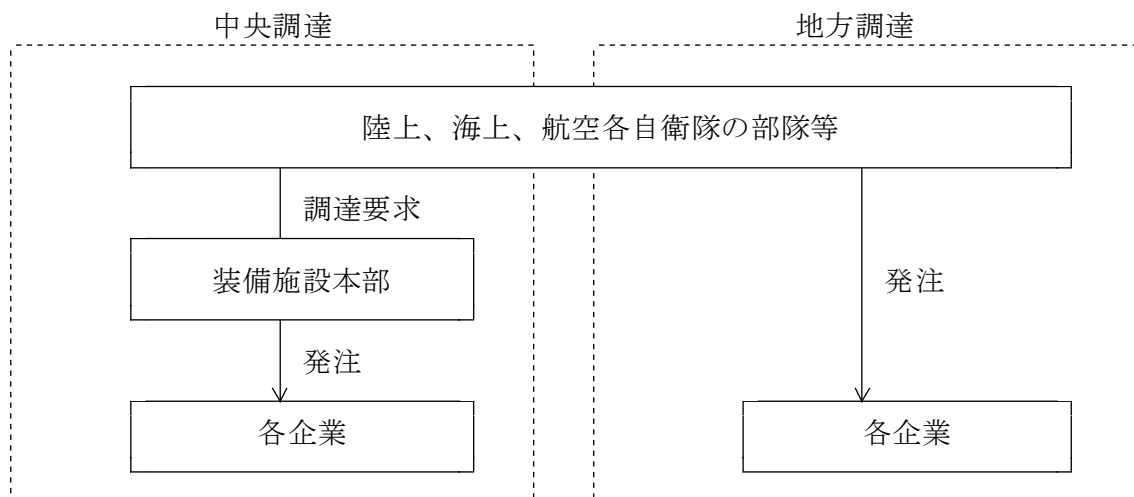 中央調達
地方調達
陸上、海上、航空各自衛隊の部隊等
調達要求
装備施設本部
発注
発注
各企業
各企業